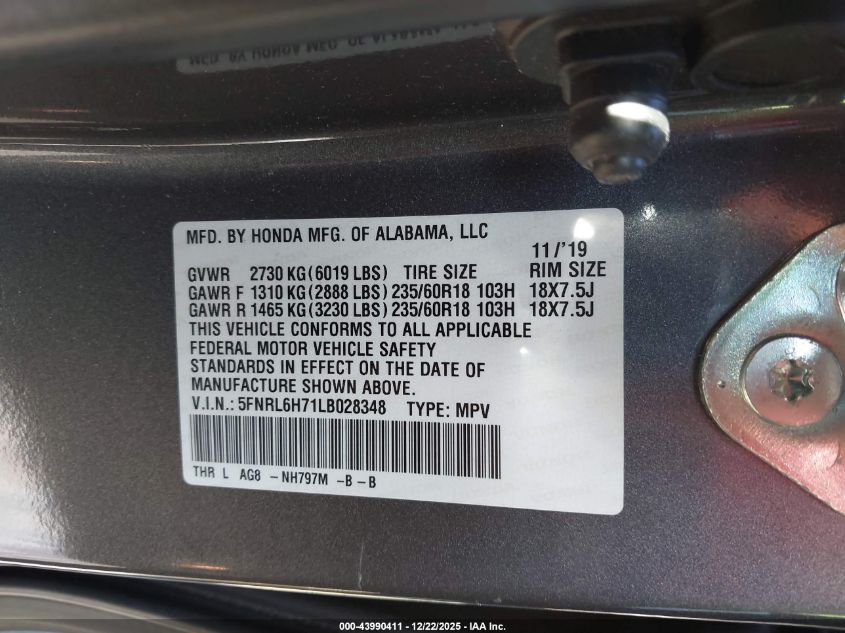 MFD. BY HONDA MFG. OF ALABAMA, LLC
11/'19
GVWR 2730 KG(6019 LBS) TIRE SIZE RIM SIZE
GAWR F 1310 KG(2888 LBS) 235/60R18 103H 18X7.5J
GAWR R 1465 KG(3230 LBS) 235/60R18 103H 18X7.5J
THIS VEHICLE CONFORMS TO ALL APPLICABLE
FEDERAL MOTOR VEHICLE SAFETY
STANDARDS IN EFFECT ON THE DATE OF
MANUFACTURE SHOWN ABOVE.
V.I.N.: 5FNRL6H71LB028348 TYPE: MPV
THR L AG8 - NH797M - B - B
000-43990411 - 12/22/2025 - IAA Inc.